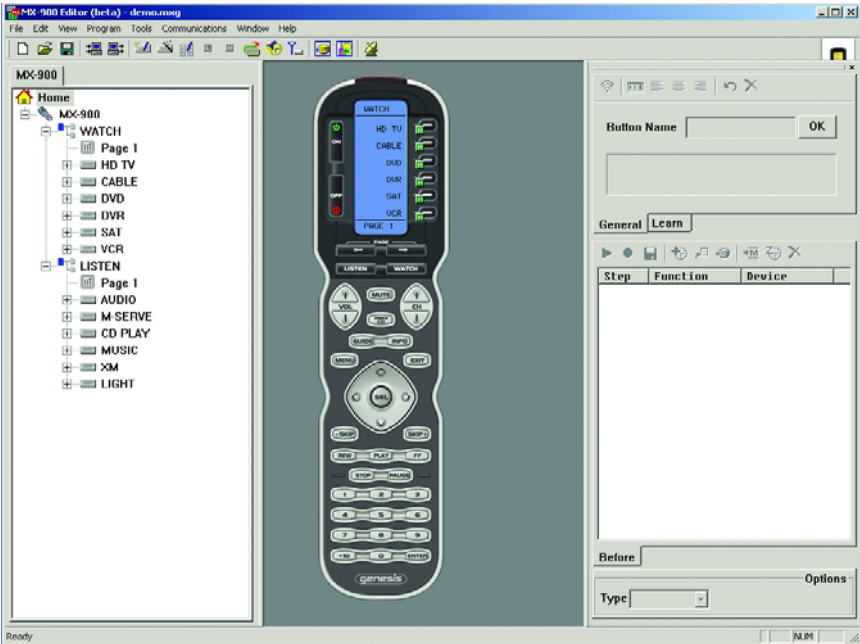 MX-900 Editor (beta) - demo.mxg
File Edit View Program Tools Communications Window Help
MX-900
Home
MX-900
WATCH
Page 1
HD TV
CABLE
DVD
DVR
SAT
VCR
LISTEN
Page 1
AUDIO
M-SERVE
CD PLAY
MUSIC
XM
LIGHT
WATCH
ON
HD TV
CABLE
DVD
DVR
OFF
SAT
VCR
PAGE 1
PAGE
LISTEN WATCH
VOL MUTE CH
GUIDE INFO
MENU EXIT
SEL
-SKIP SKIP+
REW PLAY FF
STOP PAUSE
1 2 3
4 5 6
7 8 9
+10 0 ENTER
genesis
Button Name OK
General Learn
Step Function Device
Before
Options
Type
Ready NUM